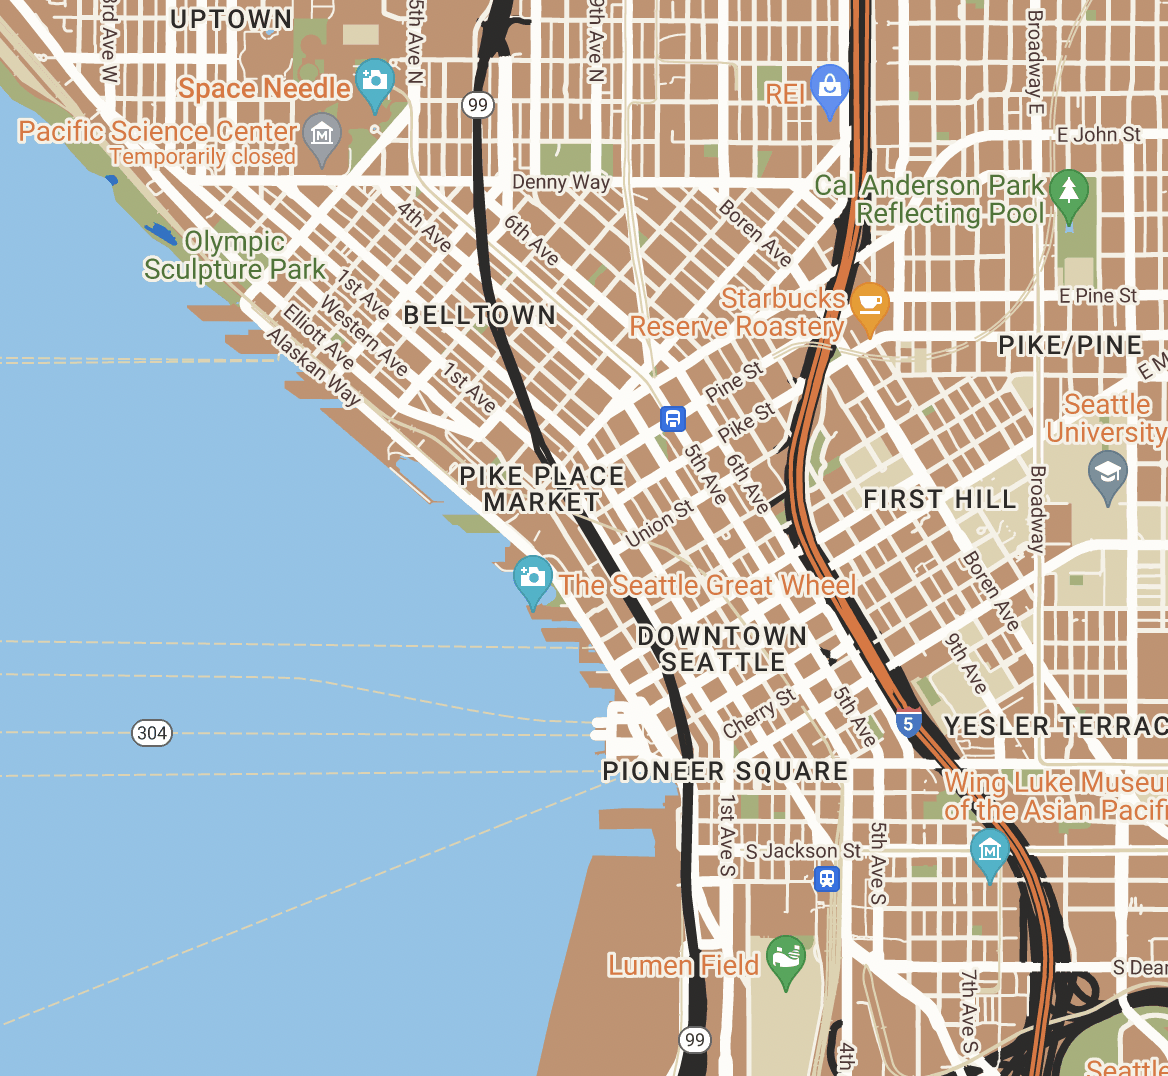 UPTOWN
3rd Ave W
5th Ave N
9th Ave N
Broadway E
Space Needle
99
REI
Pacific Science Center
Temporarily closed
E John St
Denny Way
Cal Anderson Park
Reflecting Pool
4th Ave
6th Ave
Boren Ave
Olympic
Sculpture Park
1st Ave
Western Ave
Elliott Ave
Alaskan Way
BELLTOWN
Starbucks
Reserve Roastery
E Pine St
PIKE/PINE
1st Ave
Pine St
Pike St
Seattle
University
PIKE PLACE
MARKET
5th Ave
6th Ave
FIRST HILL
Broadway
Union St
The Seattle Great Wheel
Boren Ave
DOWNTOWN
SEATTLE
9th Ave
Cherry St
5th Ave
5
YESLER TERRAC
304
PIONEER SQUARE
Wing Luke Museu
of the Asian Pacif
1st Ave S
S Jackson St
5th Ave S
Lumen Field
S Dear
7th Ave S
99
4th
Seattle